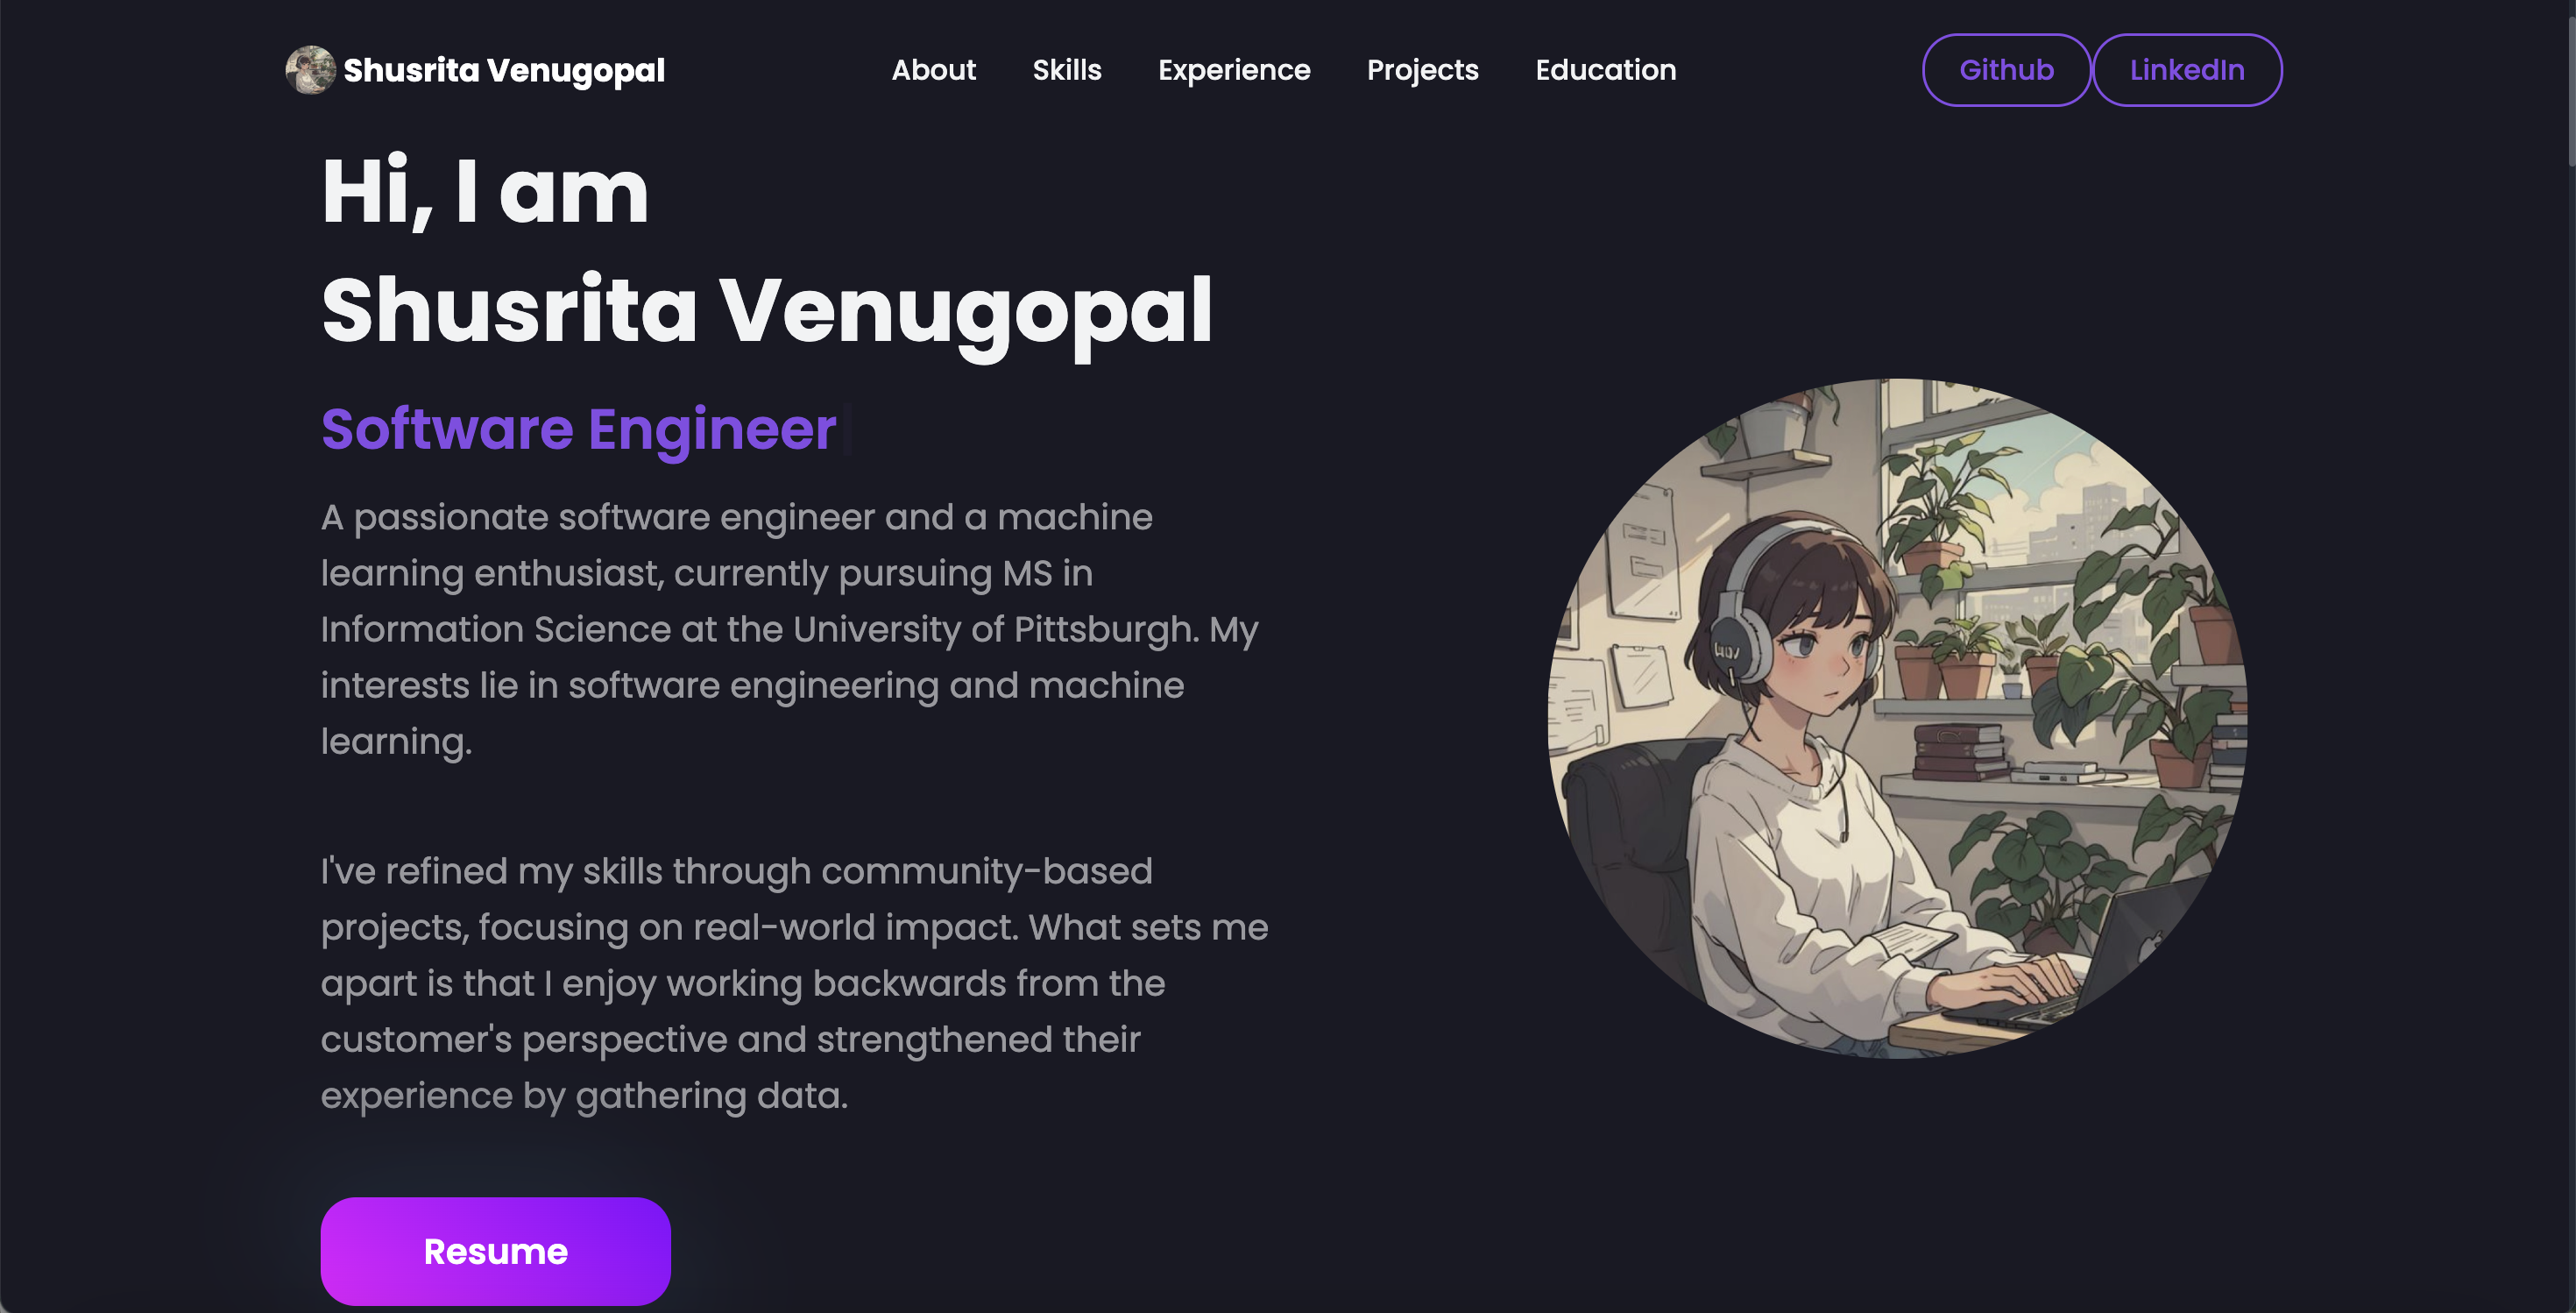 Shusrita Venugopal
About Skills Experience Projects Education
Github LinkedIn
Hi, I am
Shusrita Venugopal
Software Engineer
A passionate software engineer and a machine
learning enthusiast, currently pursuing MS in
Information Science at the University of Pittsburgh. My
interests lie in software engineering and machine
learning.
I've refined my skills through community-based
projects, focusing on real-world impact. What sets me
apart is that I enjoy working backwards from the
customer's perspective and strengthened their
experience by gathering data.
Resume